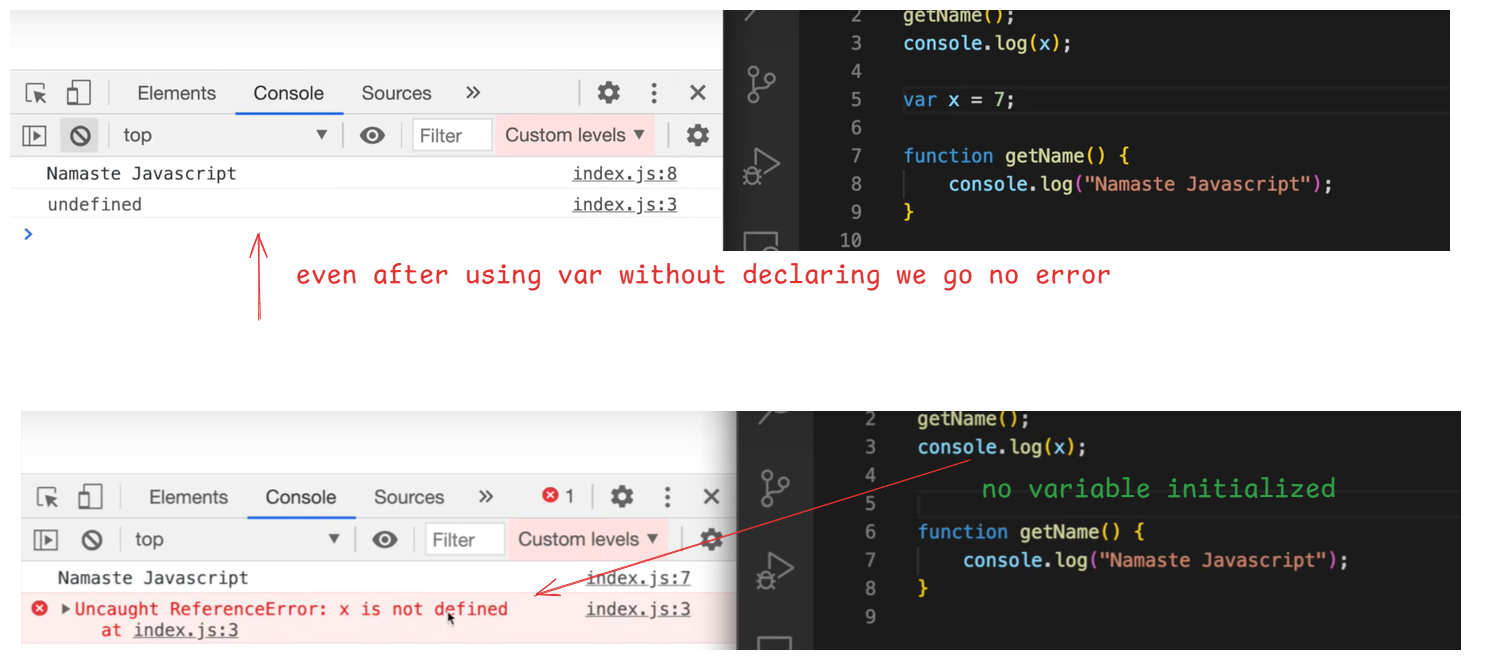 2 getName();
Elements Console Sources »
3 console.log(x);
4
top Filter Custom levels ▼
5 var x = 7;
6
Namaste Javascript index.js:8
7 function getName() {
undefined index.js:3
8 console.log("Namaste Javascript");
9 }
10
even after using var without declaring we go no error
2 getName();
3 console.log(x);
4
Elements Console Sources » 1
no variable initialized
5
top Filter Custom levels ▼
6 function getName() {
Namaste Javascript index.js:7
7 console.log("Namaste Javascript");
Uncaught ReferenceError: x is not defined index.js:3
8 }
at index.js:3
9